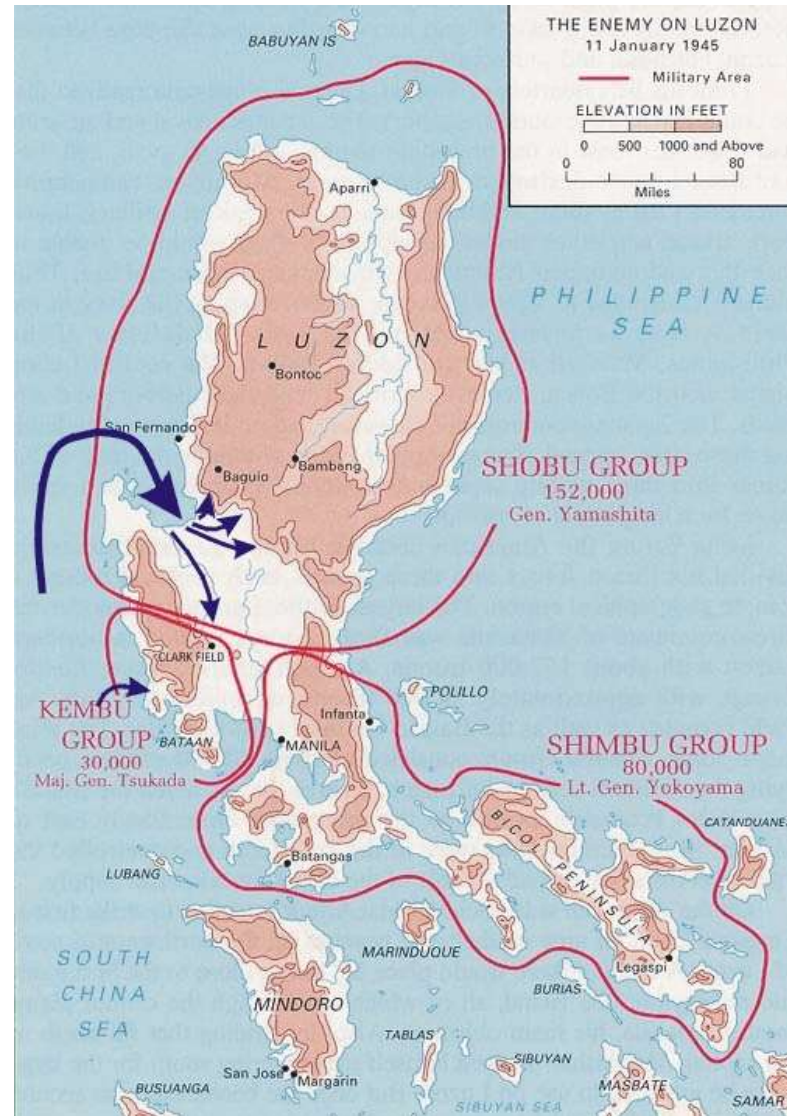 THE ENEMY ON LUZON
11 January 1945
Military Area
ELEVATION IN FEET
0 500 1000 and Above
0 80
Miles
BABUYAN IS
Aparri
PHILIPPINE
SEA
LUZON
Bontoc
San Fernando
Baguio
Bambang
SHOBU GROUP
152,000
Gen. Yamashita
CLARK FIELD
POLILLO
KEMBU
GROUP
30,000
Maj. Gen. Tsukada
BATAAN
Infanta
MANILA
SHIMBU GROUP
80,000
Lt. Gen. Yokoyama
CATANDUANE
BICOL PENINSULA
Batangas
LUBANG
MARINDUQUE
Legaspi
SOUTH
CHINA
SEA
BURIAS
MINDORO
TABLAS
SIBUYAN
San Jose
Margarin
MASBATE
BUSUANGA
SIBUYAN SEA
SAMAR